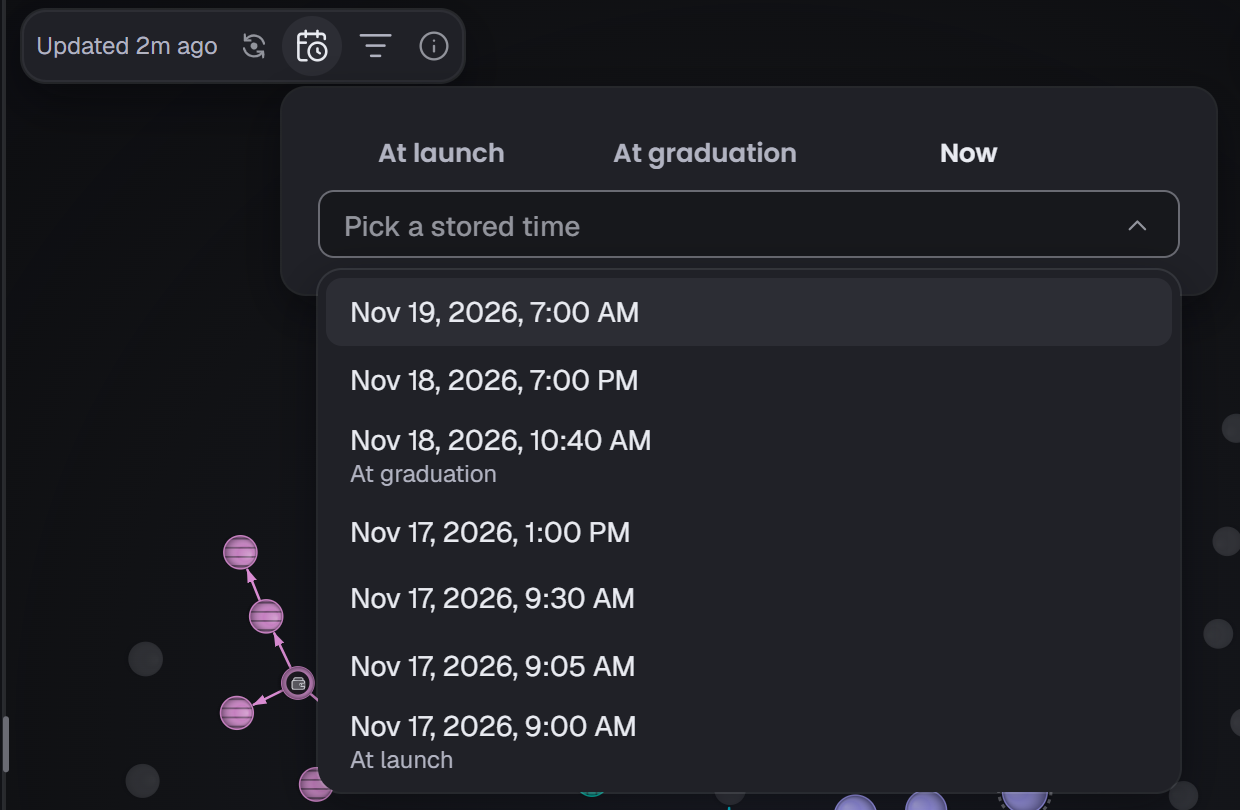 Updated 2m ago
At launch
At graduation
Now
Pick a stored time
Nov 19, 2026, 7:00 AM
Nov 18, 2026, 7:00 PM
Nov 18, 2026, 10:40 AM
At graduation
Nov 17, 2026, 1:00 PM
Nov 17, 2026, 9:30 AM
Nov 17, 2026, 9:05 AM
Nov 17, 2026, 9:00 AM
At launch